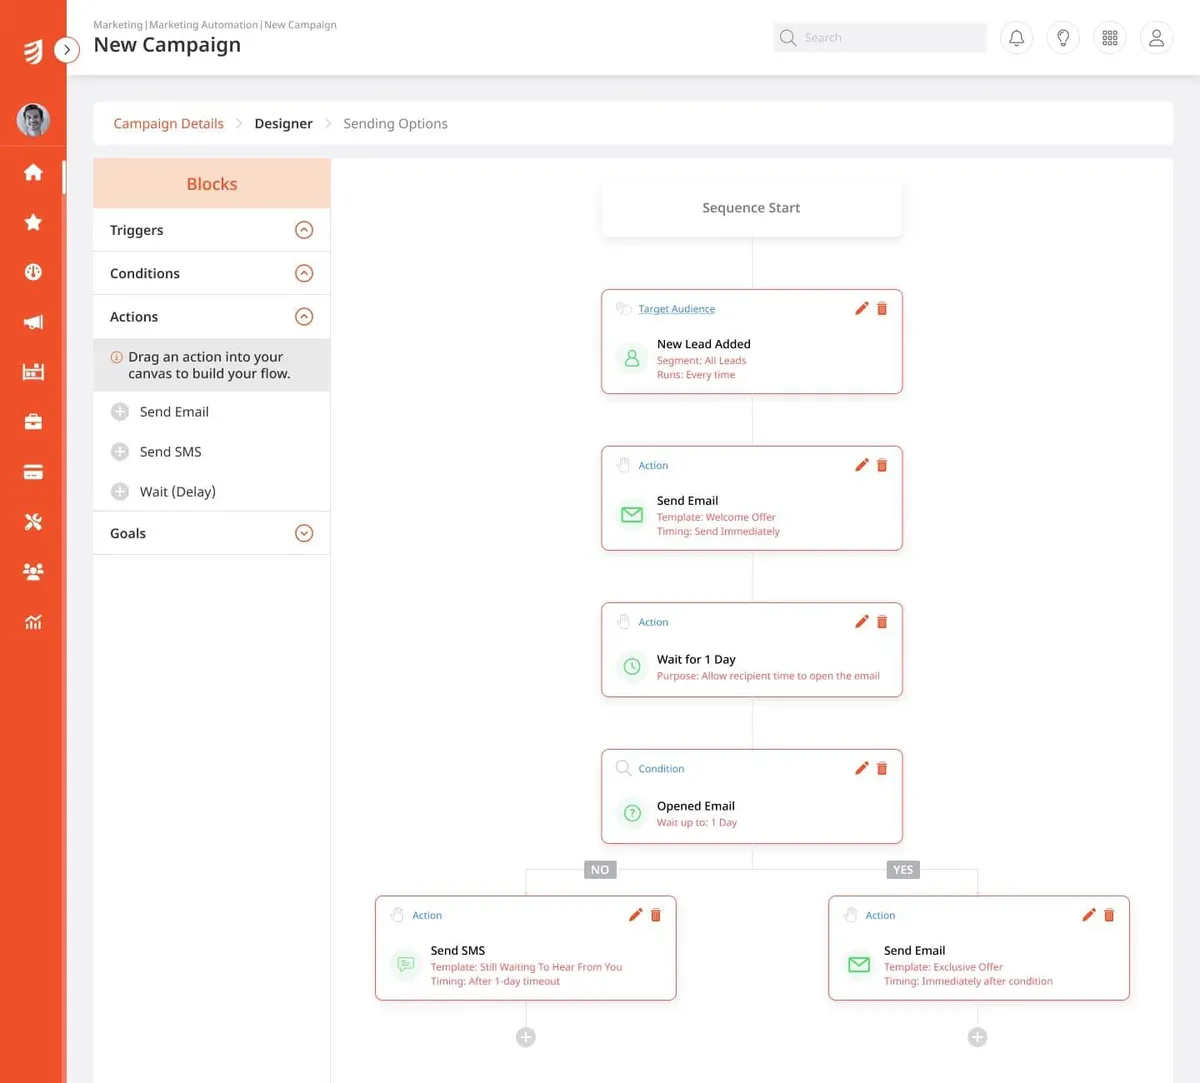 Marketing|Marketing Automation|New Campaign
New Campaign
Search
Campaign Details
Designer
Sending Options
Blocks
Triggers
Conditions
Actions
Drag an action into your
canvas to build your flow.
Send Email
Send SMS
Wait (Delay)
Goals
Sequence Start
Target Audience
New Lead Added
Segment: All Leads
Runs: Every time
Action
Send Email
Template: Welcome Offer
Timing: Send Immediately
Action
Wait for 1 Day
Purpose: Allow recipient time to open the email
Condition
?
Opened Email
Wait up to: 1 Day
NO
YES
Action
Send SMS
Template: Still Waiting To Hear From You
Timing: After 1-day timeout
Action
Send Email
Template: Exclusive Offer
Timing: Immediately after condition